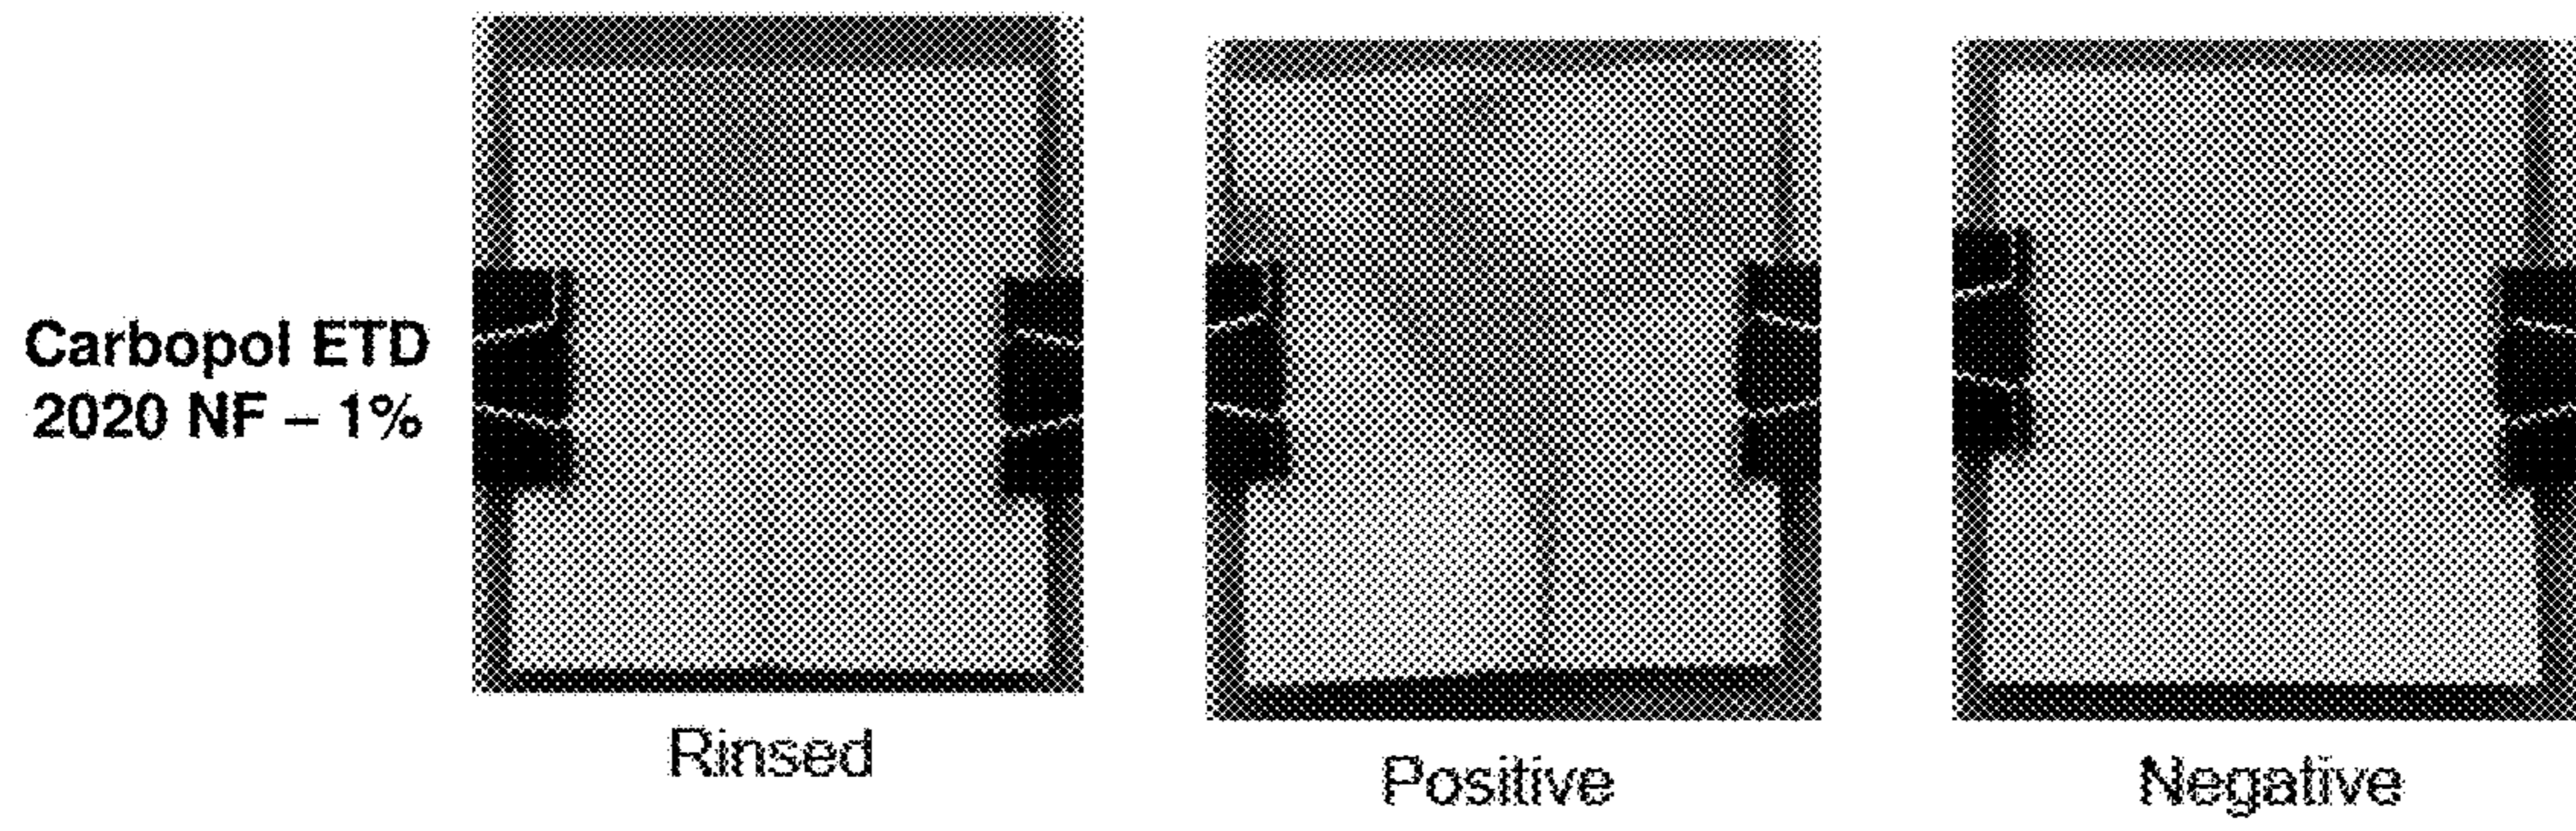 Carbopol ETD
2020 NF – 1%
Rinsed
Positive
Negative